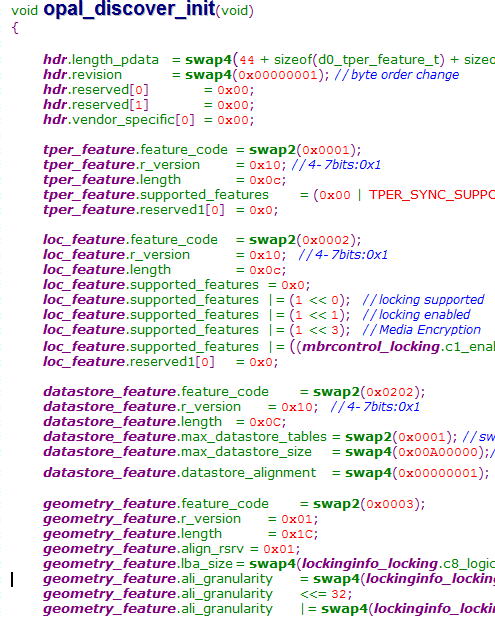 void opal_discover_init(void)
{
hdr.length_pdata = swap4(44 + sizeof(d0_tper_feature_t) + sizeo
hdr.revision = swap4(0x00000001); //byte order change
hdr.reserved[0] = 0x00;
hdr.reserved[1] = 0x00;
hdr.vendor_specific[0] = 0x00;
tper_feature.feature_code = swap2(0x0001);
tper_feature.r_version = 0x10; //4-7bits:0x1
tper_feature.length = 0x0c;
tper_feature.supported_features = (0x00 | TPER_SYNC_SUPPO
tper_feature.reserved1[0] = 0x0;
loc_feature.feature_code = swap2(0x0002);
loc_feature.r_version = 0x10; //4-7bits:0x1
loc_feature.length = 0x0c;
loc_feature.supported_features = 0x0;
loc_feature.supported_features |= (1 << 0); //locking supported
loc_feature.supported_features |= (1 << 1); //locking enabled
loc_feature.supported_features |= (1 << 3); //Media Encryption
loc_feature.supported_features |= ((mbrcontrol_locking.c1_enal
loc_feature.reserved1[0] = 0x0;
datastore_feature.feature_code = swap2(0x0202);
datastore_feature.r_version = 0x10; //4-7bits:0x1
datastore_feature.length = 0x0C;
datastore_feature.max_datastore_tables = swap2(0x0001); //sw
datastore_feature.max_datastore_size = swap4(0x00A00000);/
datastore_feature.datastore_alignment = swap4(0x00000001);
geometry_feature.feature_code = swap2(0x0003);
geometry_feature.r_version = 0x01;
geometry_feature.length = 0x1C;
geometry_feature.align_rsrv = 0x01;
geometry_feature.lba_size = swap4(lockinginfo_locking.c8_logic
geometry_feature.ali_granularity = swap4(lockinginfo_locking
geometry_feature.ali_granularity <<= 32;
geometry_feature.ali_granularity |= swap4(lockinginfo_locking